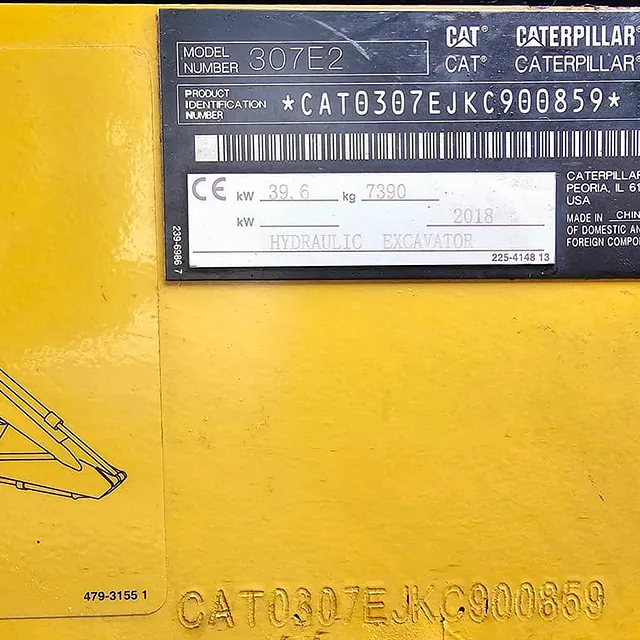 MODEL NUMBER 307E2
CAT® CATERPILLAR®
CAT® CATERPILLAR®
PRODUCT IDENTIFICATION NUMBER *CAT0307EJKC900859*
CE kW 39.6 kg 7390
kW 2018
HYDRAULIC EXCAVATOR
225-4148 13
239-6986 7
CATERPILLAR
PEORIA, IL 61
USA
MADE IN CHIN
OF DOMESTIC AN
FOREIGN COMPO
479-3155 1
CAT0307EJKC900859